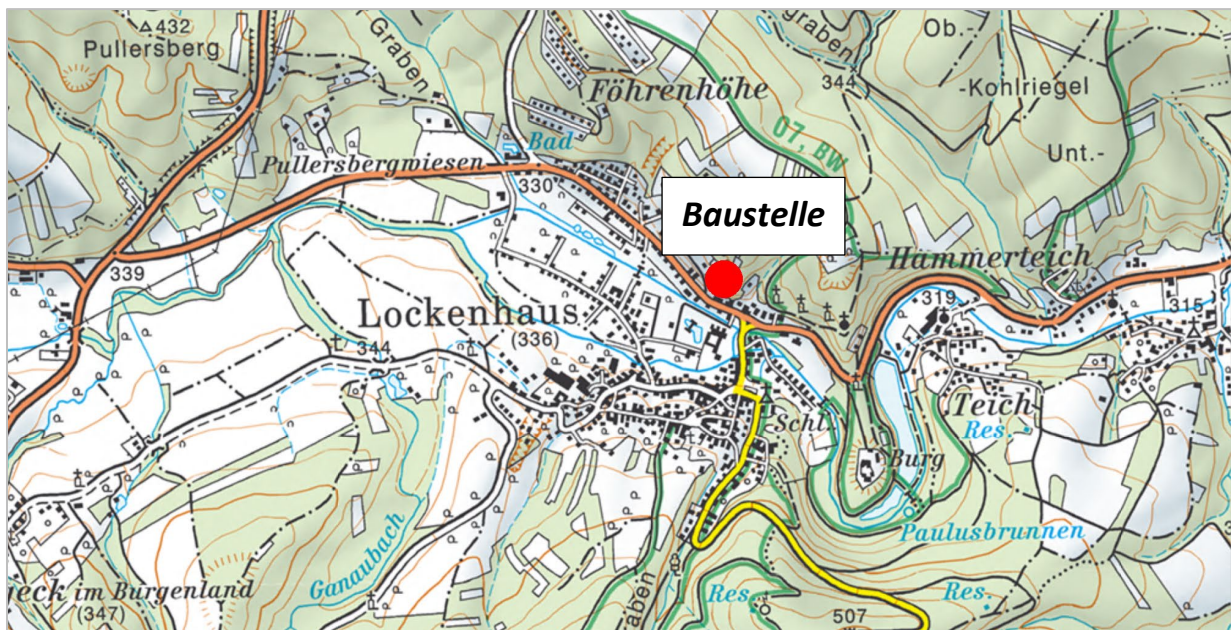 432
Pullersberg
Graben
graben
Ob.-
344
-Kohlriegel
Föhrenhöhe
07, BW
Unt.-
Bad
Pullersbergwiesen
330
Baustelle
Hammerteich
339
319
315
Lockenhaus
(336)
344
Teich
Schl.
Res.
Burg
Ganaubach
Paulusbrunnen
geck im Burgenland
(347)
Graben
Res.
Res.
507